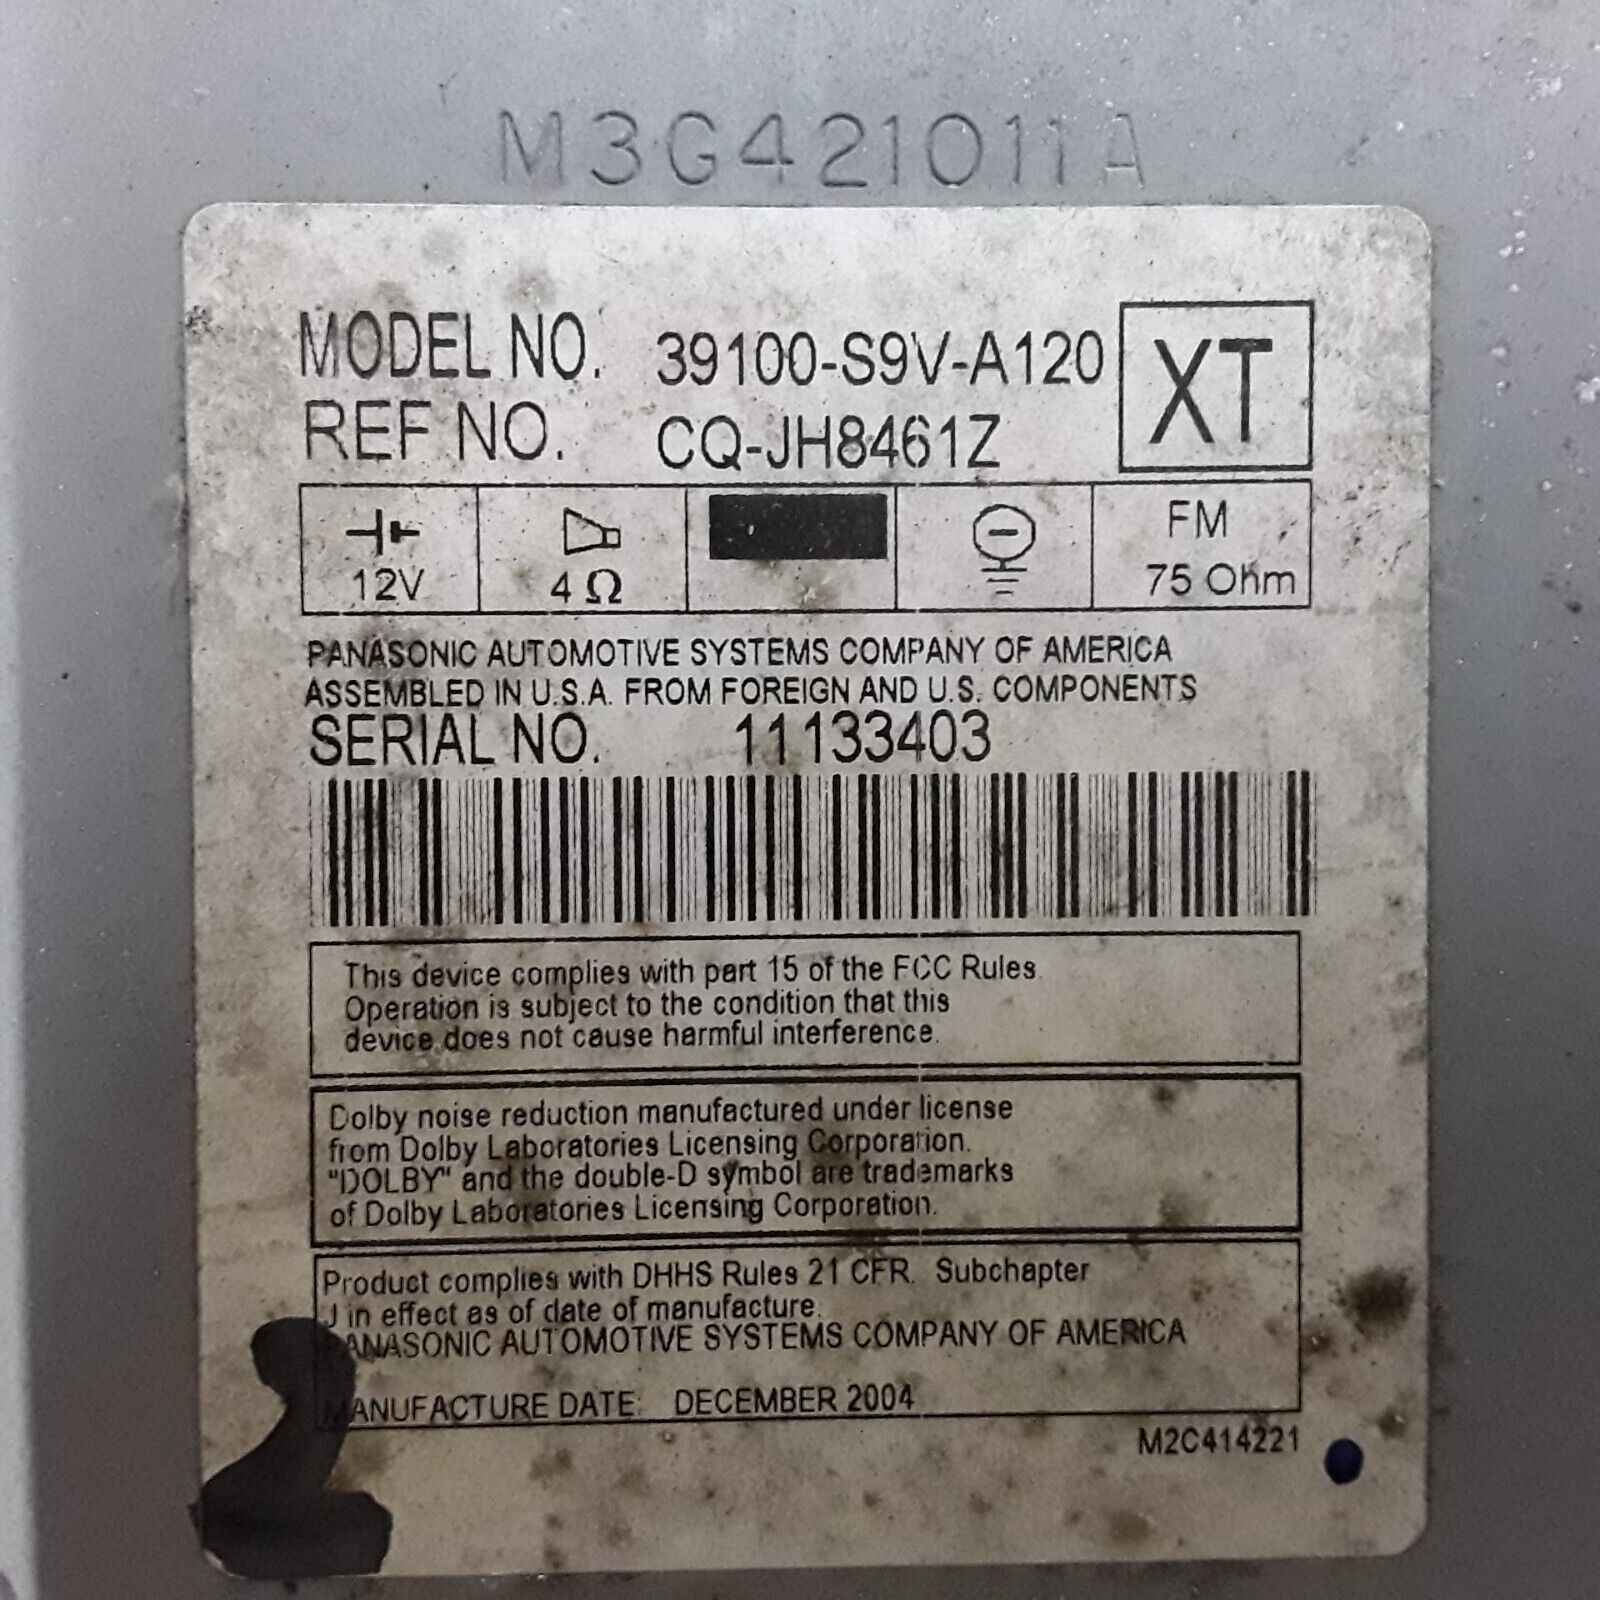 M3G421011A
MODEL NO. 39100-S9V-A120 XT
REF NO. CQ-JH8461Z
12V 4 Ω FM 75 Ohm
PANASONIC AUTOMOTIVE SYSTEMS COMPANY OF AMERICA
ASSEMBLED IN U.S.A. FROM FOREIGN AND U.S. COMPONENTS
SERIAL NO. 11133403
This device complies with part 15 of the FCC Rules.
Operation is subject to the condition that this
device does not cause harmful interference.
Dolby noise reduction manufactured under license
from Dolby Laboratories Licensing Corporation.
"DOLBY" and the double-D symbol are trademarks
of Dolby Laboratories Licensing Corporation.
Product complies with DHHS Rules 21 CFR. Subchapter
J in effect as of date of manufacture.
PANASONIC AUTOMOTIVE SYSTEMS COMPANY OF AMERICA
MANUFACTURE DATE: DECEMBER 2004
M2C414221